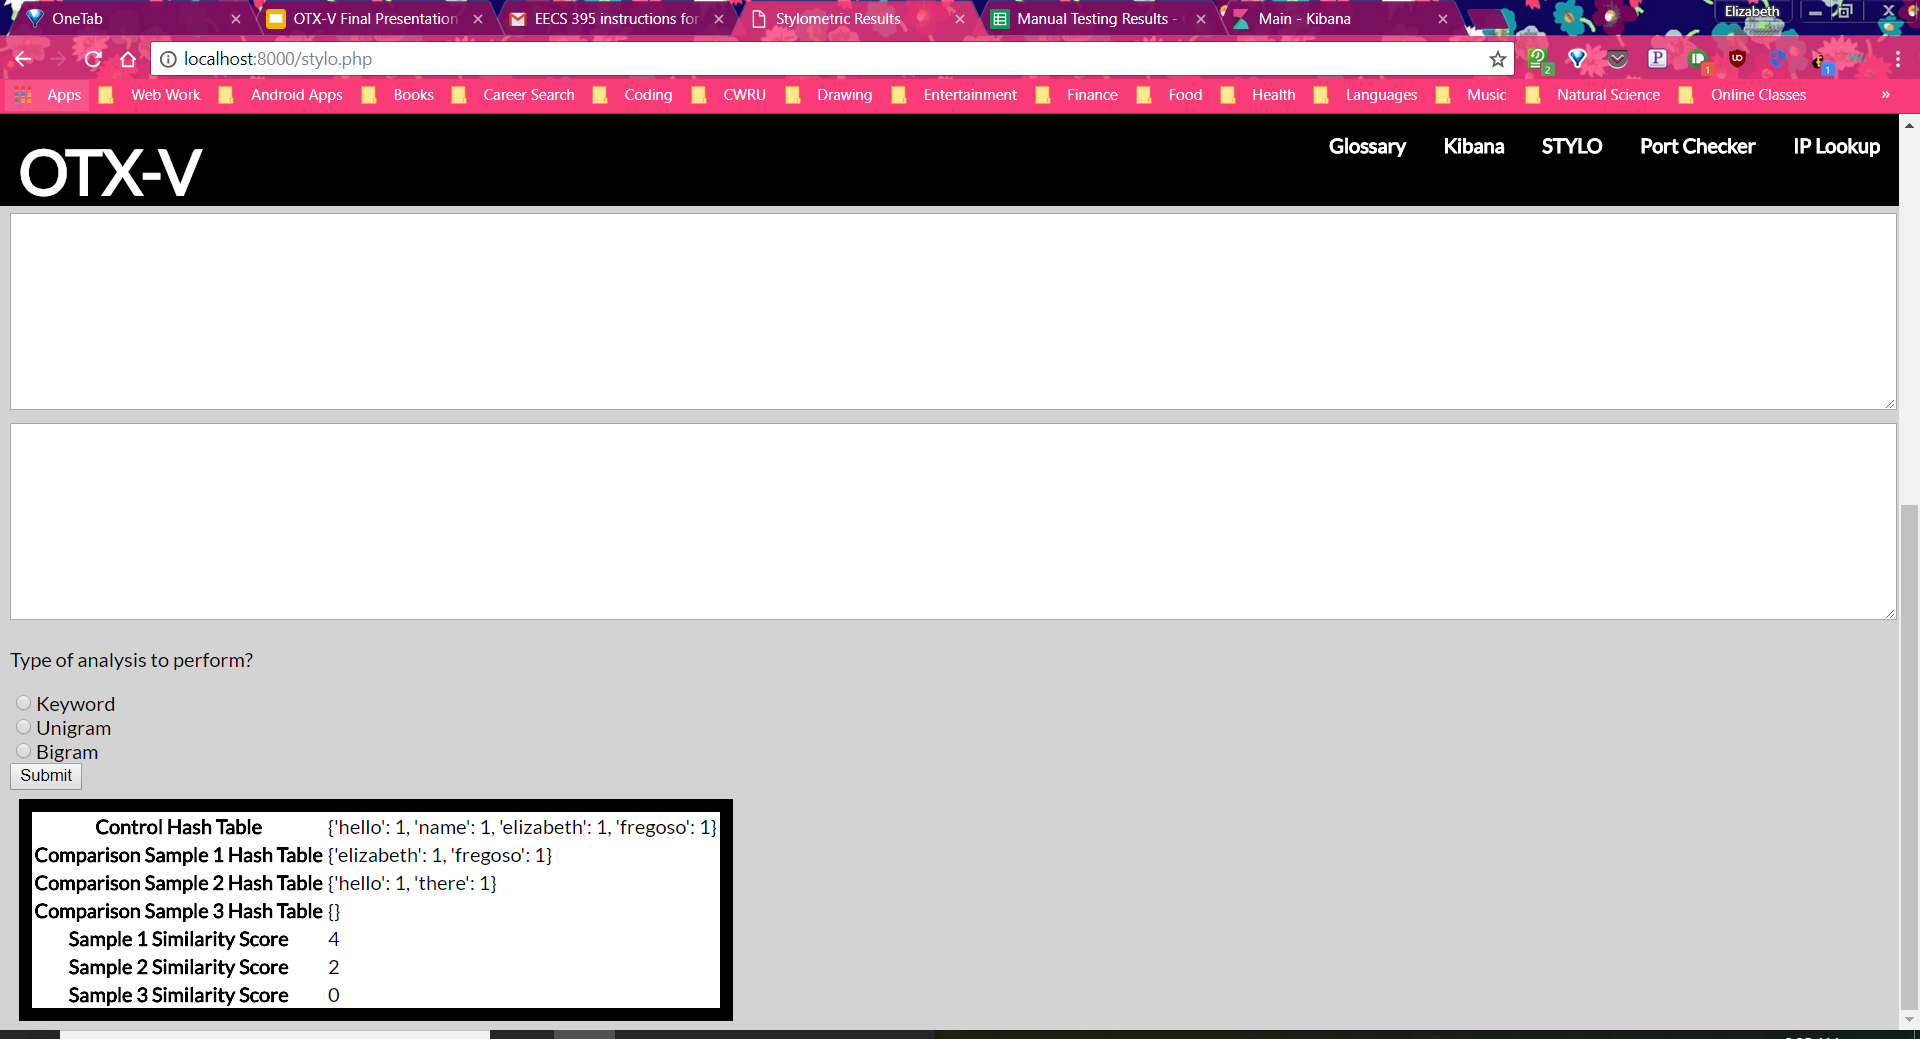 OneTab
OTX-V Final Presentation
EECS 395 instructions for
Stylometric Results
Manual Testing Results -
Main - Kibana
Elizabeth
localhost:8000/stylo.php
2
1
1
Apps
Web Work
Android Apps
Books
Career Search
Coding
CWRU
Drawing
Entertainment
Finance
Food
Health
Languages
Music
Natural Science
Online Classes
»
OTX-V
Glossary
Kibana
STYLO
Port Checker
IP Lookup
Type of analysis to perform?
Keyword
Unigram
Bigram
Submit
Control Hash Table {'hello': 1, 'name': 1, 'elizabeth': 1, 'fregoso': 1}
Comparison Sample 1 Hash Table {'elizabeth': 1, 'fregoso': 1}
Comparison Sample 2 Hash Table {'hello': 1, 'there': 1}
Comparison Sample 3 Hash Table {}
Sample 1 Similarity Score 4
Sample 2 Similarity Score 2
Sample 3 Similarity Score 0